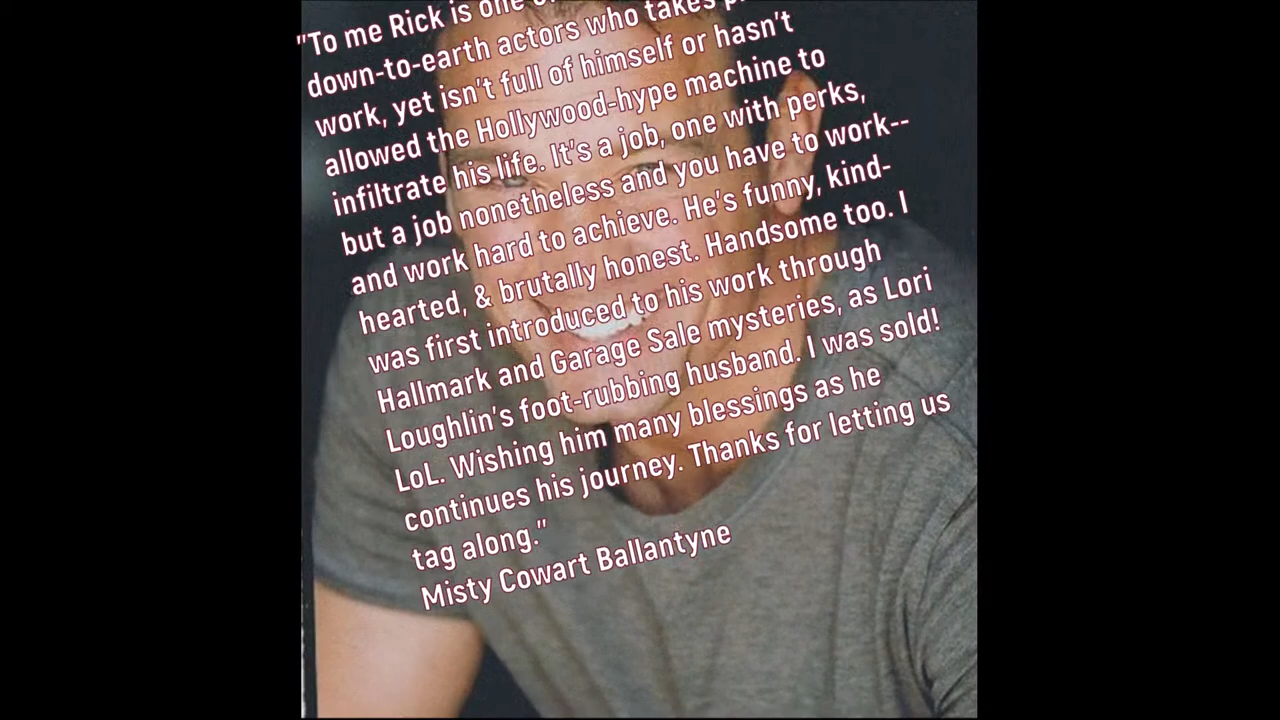 "To me Rick is one
down-to-earth actors who takes
work, yet isn't full of himself or hasn't
allowed the Hollywood-hype machine to
infiltrate his life. It's a job, one with perks,
but a job nonetheless and you have to work--
and work hard to achieve. He's funny, kind-
hearted, & brutally honest. Handsome too. I
was first introduced to his work through
Hallmark and Garage Sale mysteries, as Lori
Loughlin's foot-rubbing husband. I was sold!
LoL. Wishing him many blessings as he
continues his journey. Thanks for letting us
tag along."
Misty Cowart Ballantyne